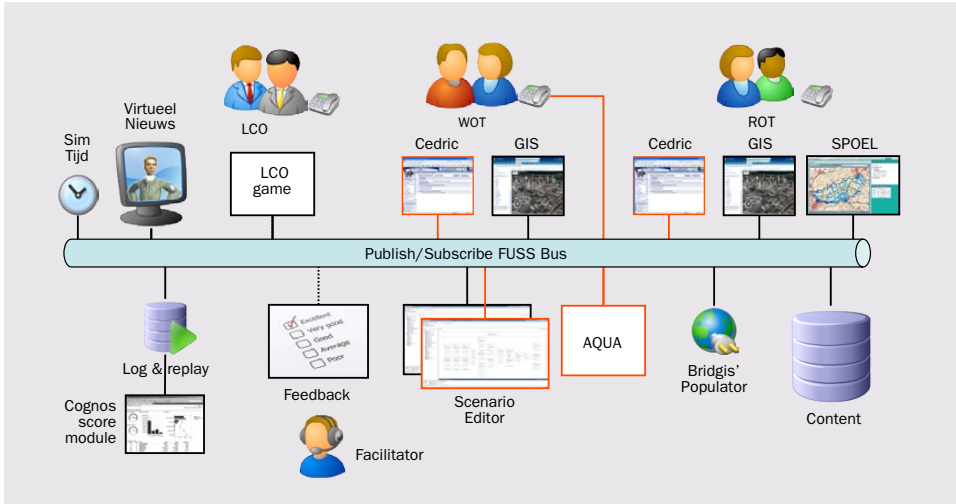 LCO
WOT
ROT
Virtueel
Nieuws
Sim
Tijd
LCO
game
Cedric
GIS
Cedric
GIS
SPOEL
Publish/Subscribe FUSS Bus
Log & replay
Excellent
Very good
Good
Average
Poor
Feedback
Scenario
Editor
AQUA
Bridgis'
Populator
Content
Cognos
score
module
Facilitator